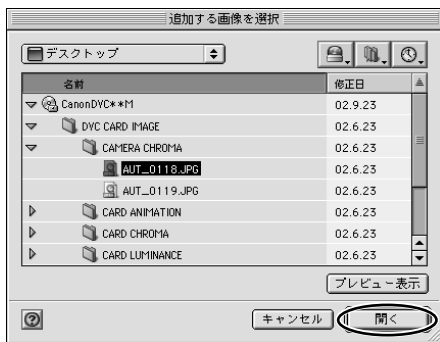 追加する画像を選択
デスクトップ
名前 修正日
CanonDVC**M 02.9.23
DVC CARD IMAGE 02.6.23
CAMERA CHROMA 02.6.23
AUT_0118.JPG 02.6.23
AUT_0119.JPG 02.6.23
CARD ANIMATION 02.6.23
CARD CHROMA 02.6.23
CARD LUMINANCE 02.6.23
プレビュー表示
? キャンセル 開く